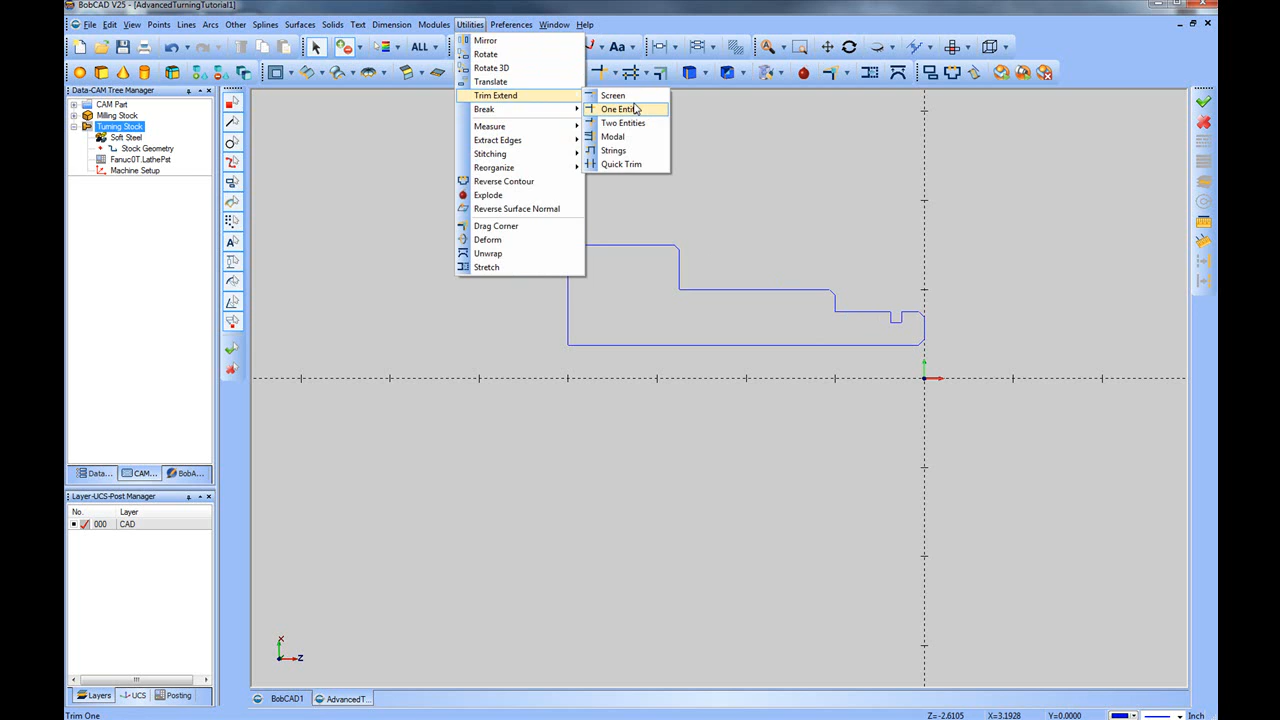 BobCAD V25 - [AdvancedTurningTutorial1]
File Edit View Points Lines Arcs Other Splines Surfaces Solids Text Dimension Modules Utilities Preferences Window Help
ALL Aa
Data-CAM Tree Manager
CAM Part
Milling Stock
Turning Stock
Soft Steel
Stock Geometry
Fanuc0T.LathePst
Machine Setup
Mirror
Rotate
Rotate 3D
Translate
Trim Extend
Break
Measure
Extract Edges
Stitching
Reorganize
Reverse Contour
Explode
Reverse Surface Normal
Drag Corner
Deform
Unwrap
Stretch
Screen
One Entity
Two Entities
Modal
Strings
Quick Trim
Data... CAM... BobA...
Layer-UCS-Post Manager
No. Layer
000 CAD
X
Z
Layers UCS Posting
BobCAD1 AdvancedT...
Trim One
Z=-2.6105 X=3.1928 Y=0.0000 Inch